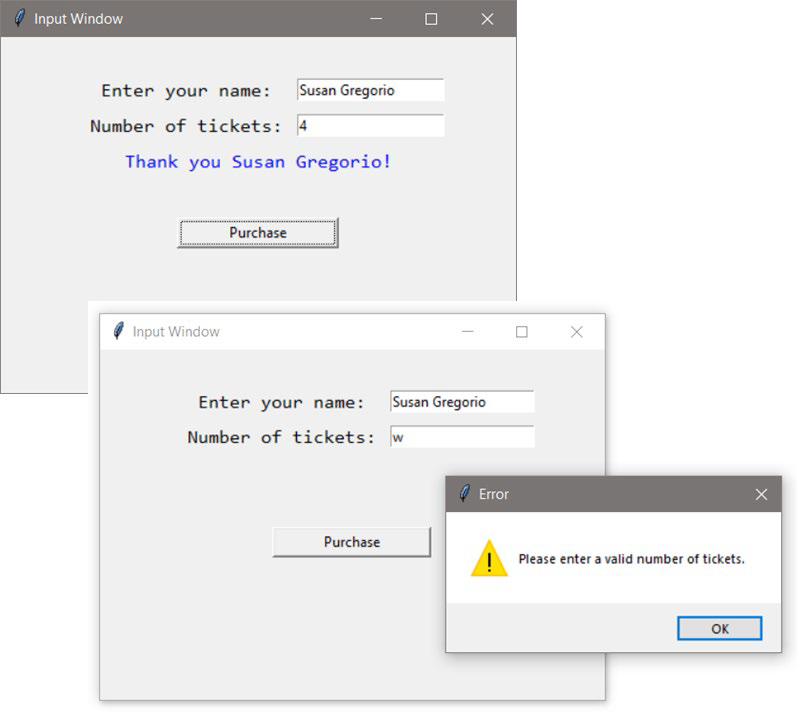 Input Window
Enter your name: Susan Gregorio
Number of tickets: 4
Thank you Susan Gregorio!
Purchase
Input Window
Enter your name: Susan Gregorio
Number of tickets: w
Purchase
Error
Please enter a valid number of tickets.
OK